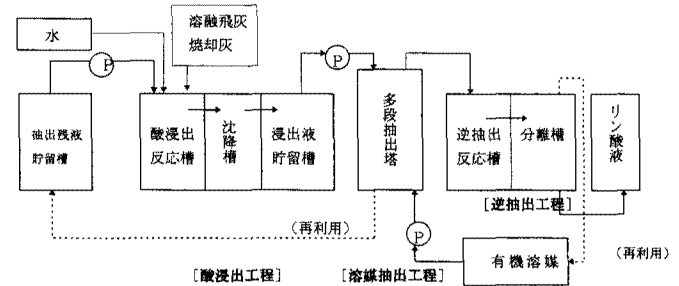 水
溶融飛灰
焼却灰
P
P
抽出残液
貯留槽
酸浸出
反応槽
沈降槽
浸出液
貯留槽
多段抽出塔
逆抽出
反応槽
分離槽
リン酸液
[逆抽出工程]
(再利用)
P
有機溶媒
(再利用)
[酸浸出工程]
[溶媒抽出工程]